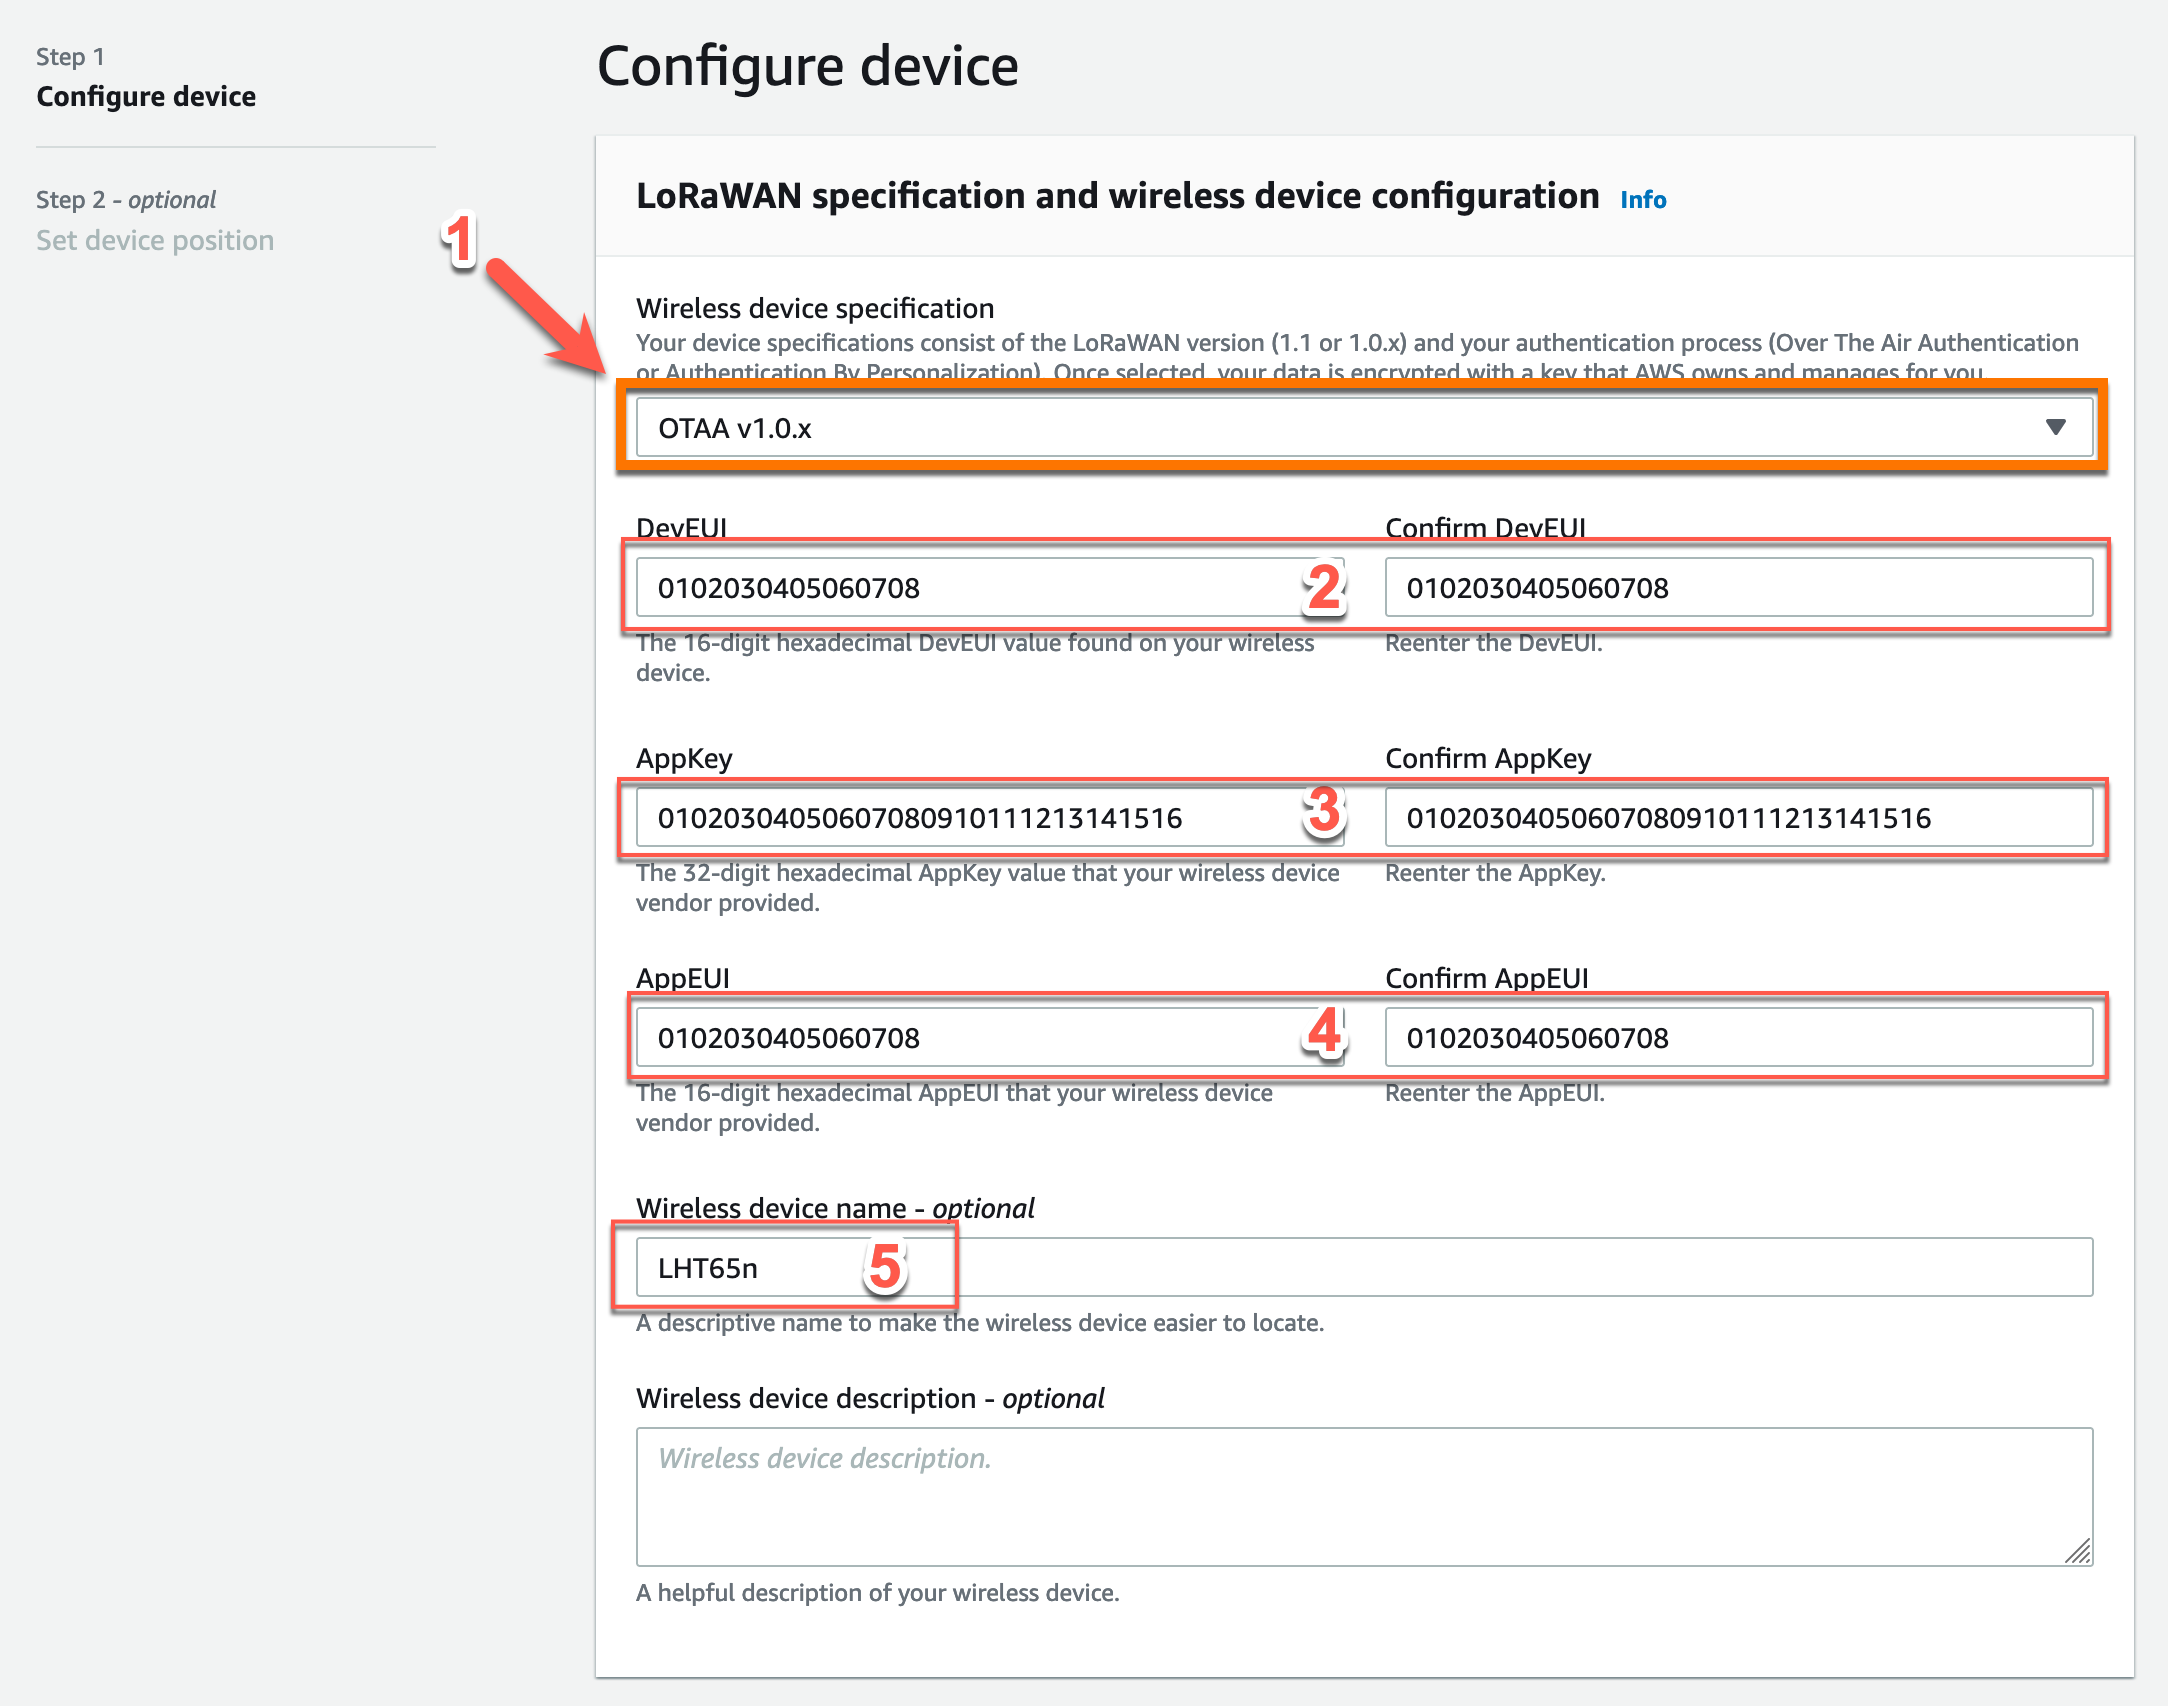 Step 1
Configure device
Step 2 - optional
Set device position
Configure device
LoRaWAN specification and wireless device configuration Info
1
Wireless device specification
Your device specifications consist of the LoRaWAN version (1.1 or 1.0.x) and your authentication process (Over The Air Authentication
or Authentication By Personalization). Once selected, your data is encrypted with a key that AWS owns and manages for you.
OTAA v1.0.x
DevEUI Confirm DevEUI
0102030405060708 2 0102030405060708
The 16-digit hexadecimal DevEUI value found on your wireless Reenter the DevEUI.
device.
AppKey Confirm AppKey
01020304050607080910111213141516 3 01020304050607080910111213141516
The 32-digit hexadecimal AppKey value that your wireless device Reenter the AppKey.
vendor provided.
AppEUI Confirm AppEUI
0102030405060708 4 0102030405060708
The 16-digit hexadecimal AppEUI that your wireless device Reenter the AppEUI.
vendor provided.
Wireless device name - optional
LHT65n 5
A descriptive name to make the wireless device easier to locate.
Wireless device description - optional
Wireless device description.
A helpful description of your wireless device.